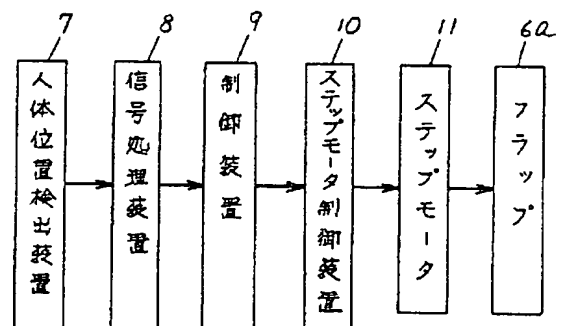 7
8
9
10
11
6a
人体位置検出装置
信号処理装置
制御装置
ステップモータ制御装置
ステップモータ
フラップ